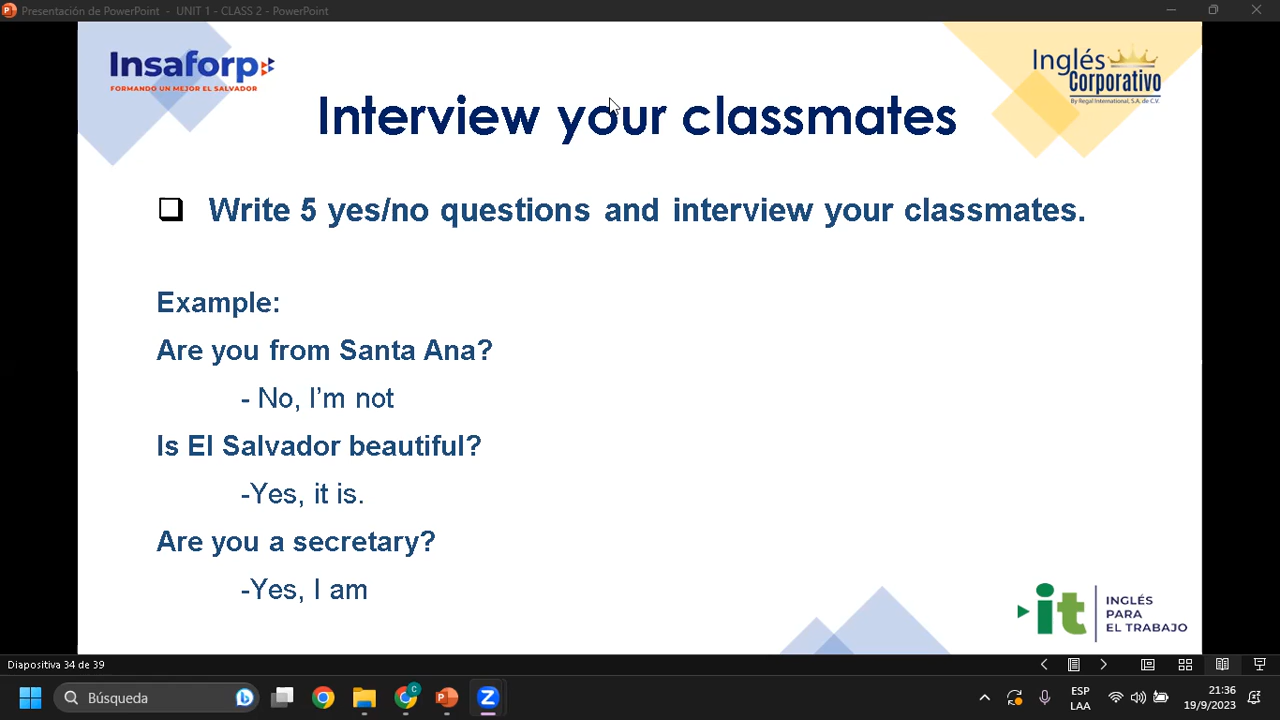 Presentación de PowerPoint - UNIT 1 - CLASS 2 - PowerPoint
Insaforp
FORMANDO UN MEJOR EL SALVADOR
Inglés
Corporativo
By Regal International, S.A. de C.V.
Interview your classmates
Write 5 yes/no questions and interview your classmates.
Example:
Are you from Santa Ana?
- No, I’m not
Is El Salvador beautiful?
-Yes, it is.
Are you a secretary?
-Yes, I am
it
INGLÉS
PARA
EL TRABAJO
Diapositiva 34 de 39
Búsqueda
ESP
LAA
21:36
19/9/2023